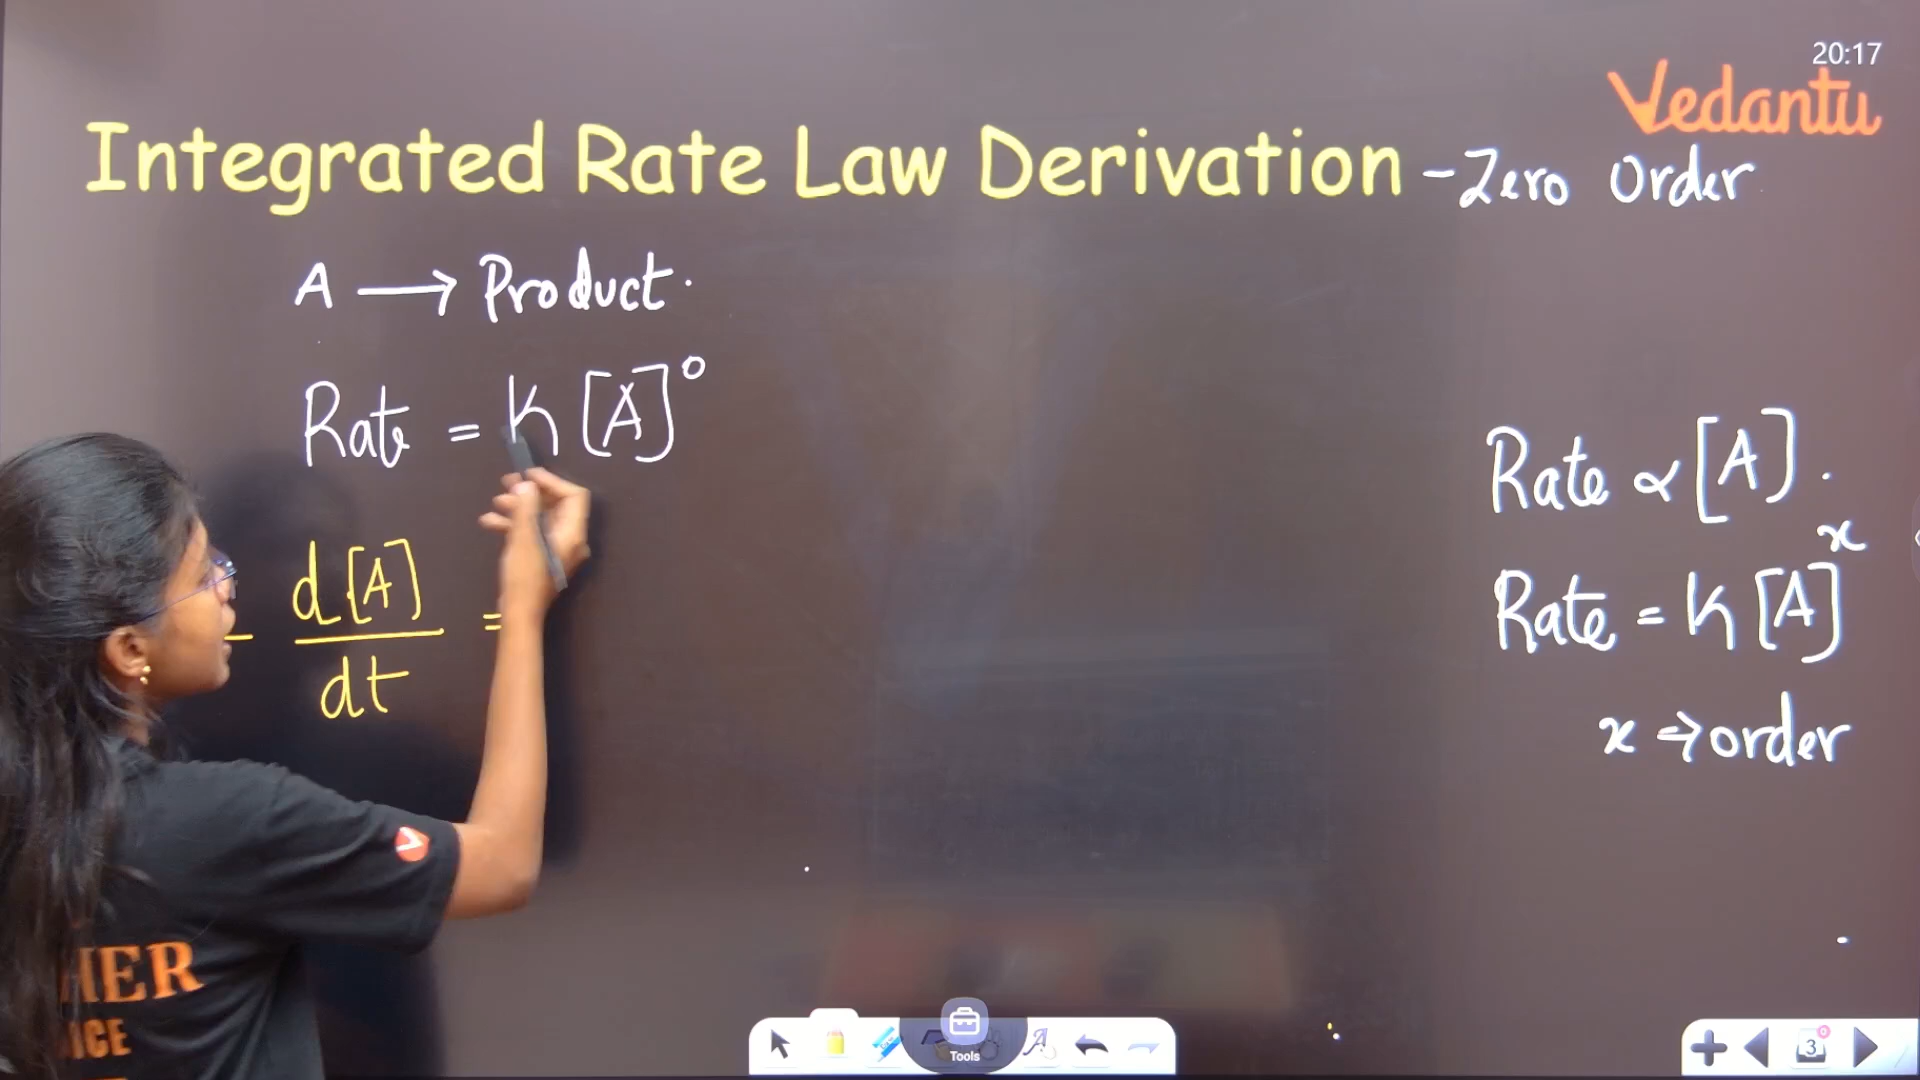 20:17
Vedantu
Integrated Rate Law Derivation - Zero Order
A → Product.
Rate = K [A]⁰
- d[A]/dt =
Rate ∝ [A].
Rate = K [A]ˣ
x ⇒ order
HER
ICE
Tools
3